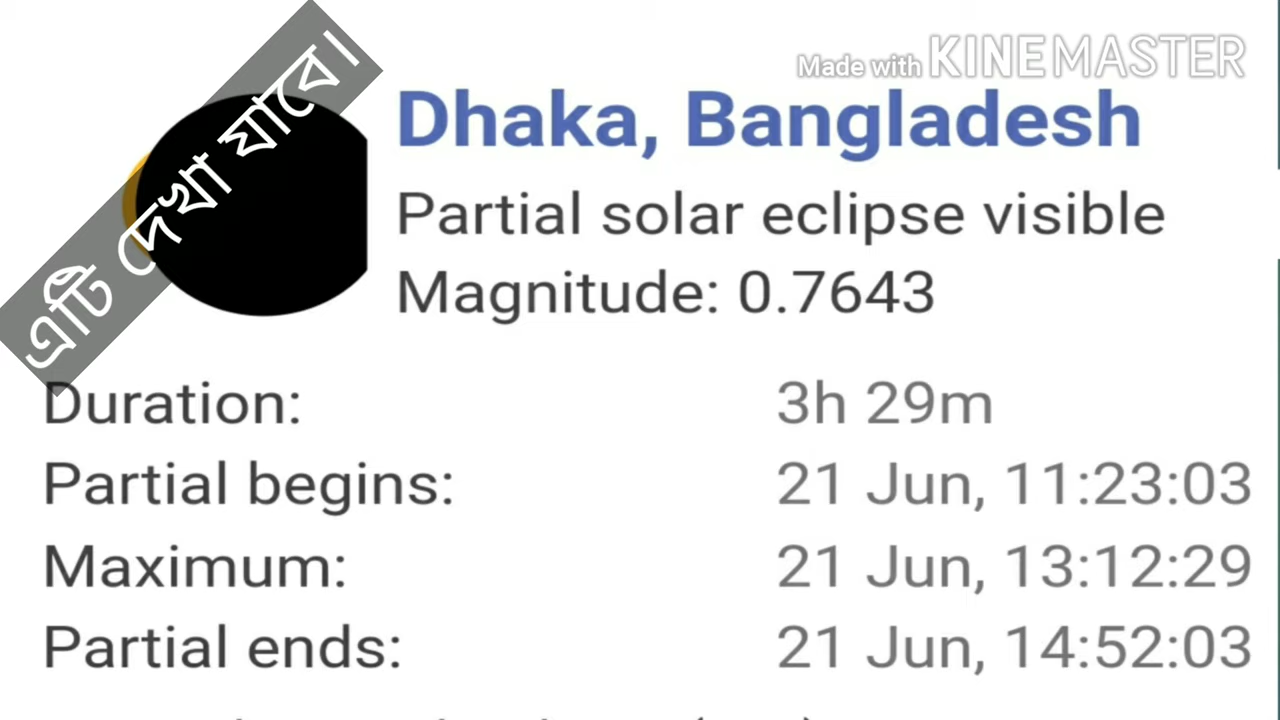 এটি দেখা যাবে।
Made with KINEMASTER
Dhaka, Bangladesh
Partial solar eclipse visible
Magnitude: 0.7643
Duration: 3h 29m
Partial begins: 21 Jun, 11:23:03
Maximum: 21 Jun, 13:12:29
Partial ends: 21 Jun, 14:52:03